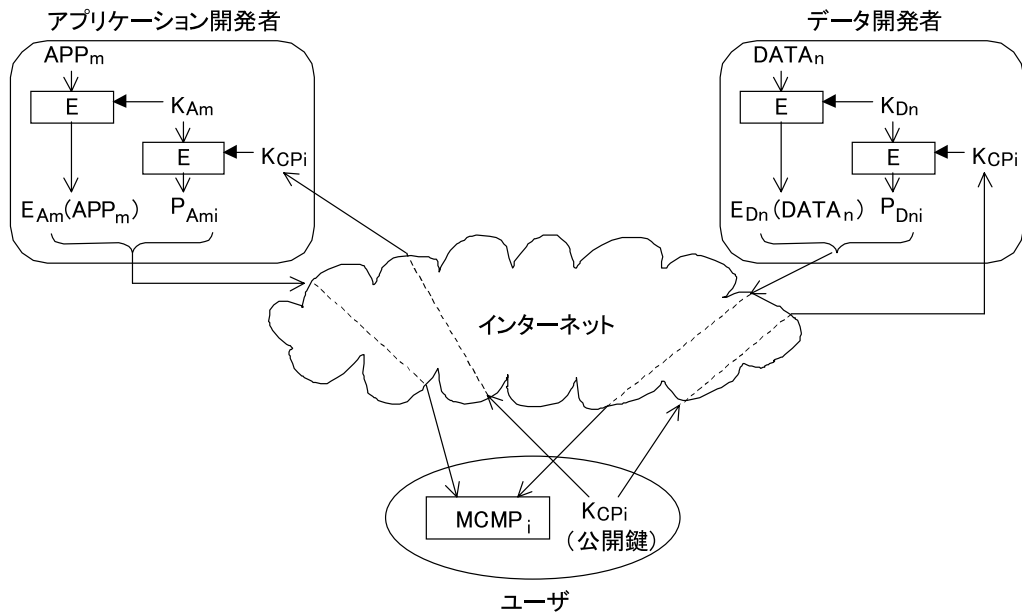 アプリケーション開発者
APPm
E
KAm
E
KCPi
EAm(APPm)
PAmi
データ開発者
DATAn
E
KDn
E
KCPi
EDn(DATAn)
PDni
インターネット
MCMPi
KCPi
(公開鍵)
ユーザ